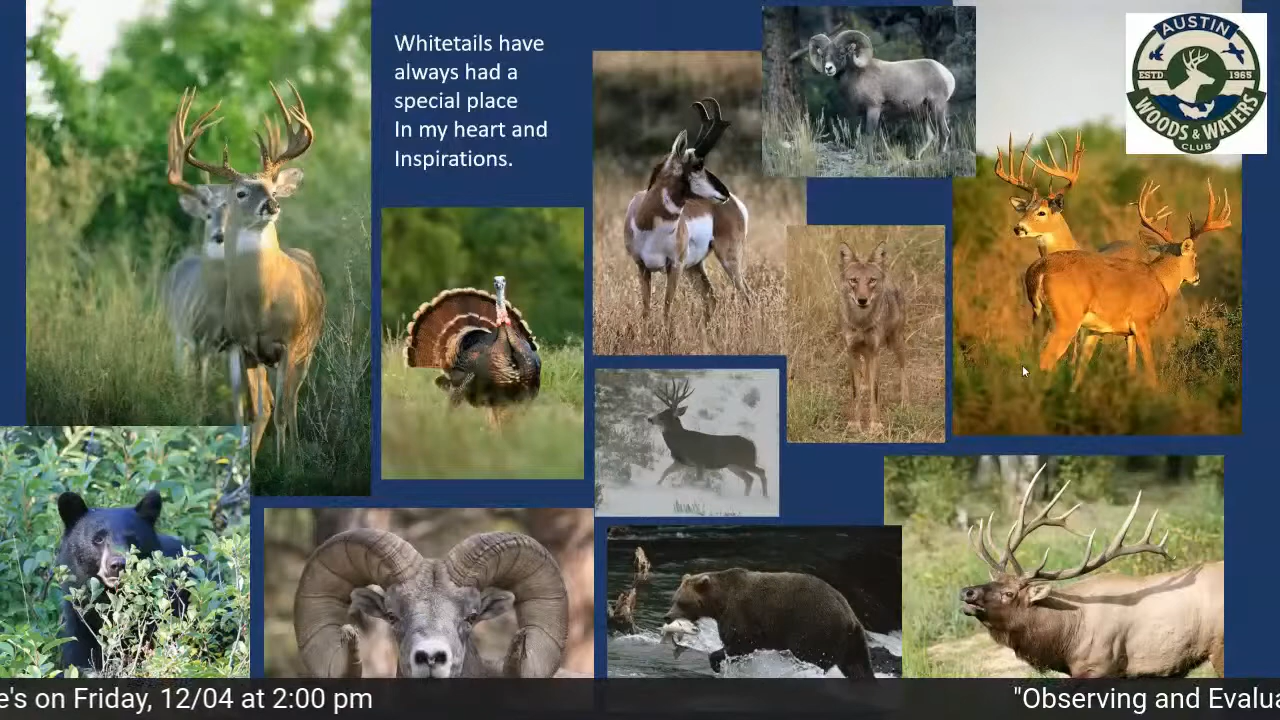 Whitetails have
always had a
special place
In my heart and
Inspirations.
AUSTIN
ESTD 1965
WOODS & WATERS
CLUB
e's on Friday, 12/04 at 2:00 pm
"Observing and Evalua